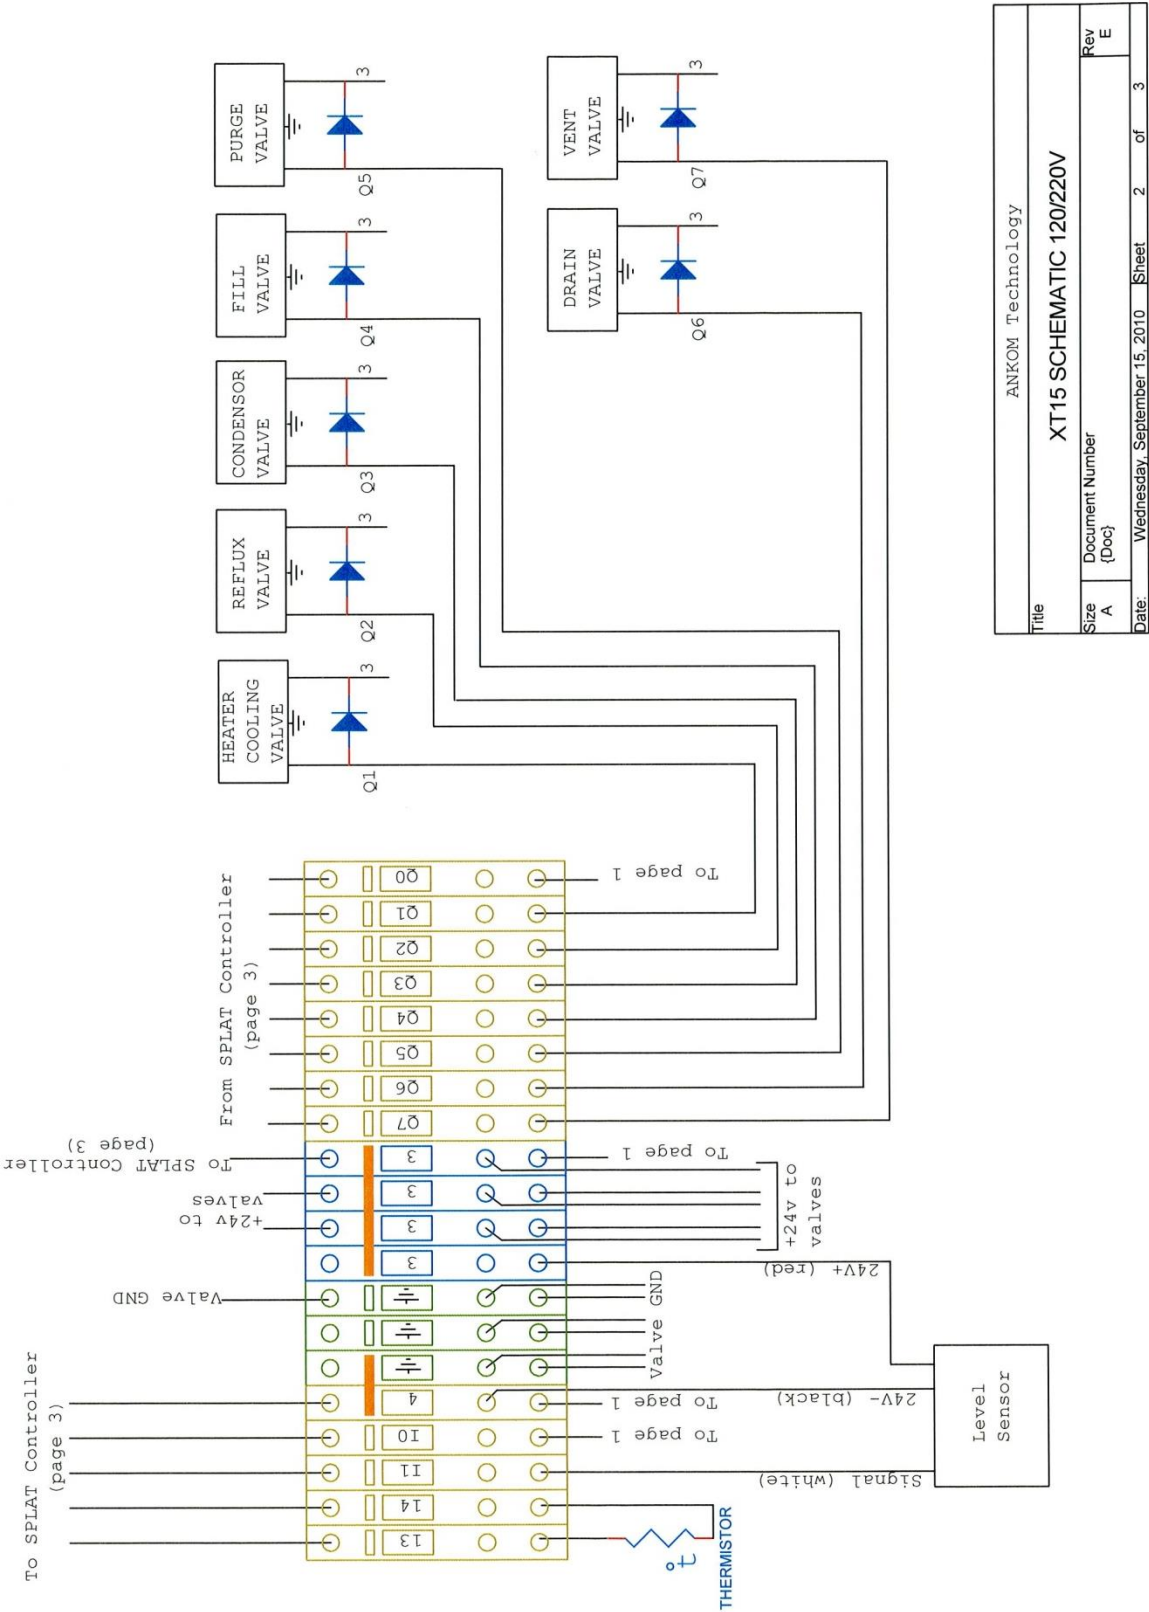 PURGE
VALVE
3
Q5
FILL
VALVE
3
Q4
CONDENSOR
VALVE
3
Q3
REFLUX
VALVE
3
Q2
HEATER
COOLING
VALVE
3
Q1
VENT
VALVE
3
Q7
DRAIN
VALVE
3
Q6
From SPLAT Controller
(page 3)
To SPLAT Controller
(page 3)
+24v to
valves
Valve GND
To SPLAT Controller
(page 3)
Q0
Q1
Q2
Q3
Q4
Q5
Q6
Q7
3
3
3
3
4
I0
I1
14
13
To page 1
To page 1
+24v to
valves
24V+ (red)
Valve GND
To page 1
24V- (black)
To page 1
Signal (white)
Level
Sensor
t°
THERMISTOR
ANKOM Technology
Title
XT15 SCHEMATIC 120/220V
Size
A
Document Number
{Doc}
Rev
E
Date: Wednesday, September 15, 2010 Sheet 2 of 3